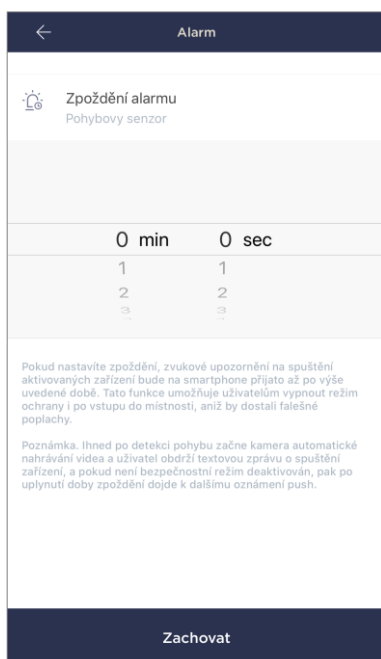 Alarm
Zpoždění alarmu
Pohybovy senzor
0 min 0 sec
1 1
2 2
3 3
Pokud nastavíte zpoždění, zvukové upozornění na spuštění
aktivovaných zařízení bude na smartphone přijato až po výše
uvedené době. Tato funkce umožňuje uživatelům vypnout režim
ochrany i po vstupu do místnosti, aniž by dostali falešné
poplachy.
Poznámka. Ihned po detekci pohybu začne kamera automatické
nahrávání videa a uživatel obdrží textovou zprávu o spuštění
zařízení, a pokud není bezpečnostní režim deaktivován, pak po
uplynutí doby zpoždění dojde k dalšímu oznámení push.
Zachovat